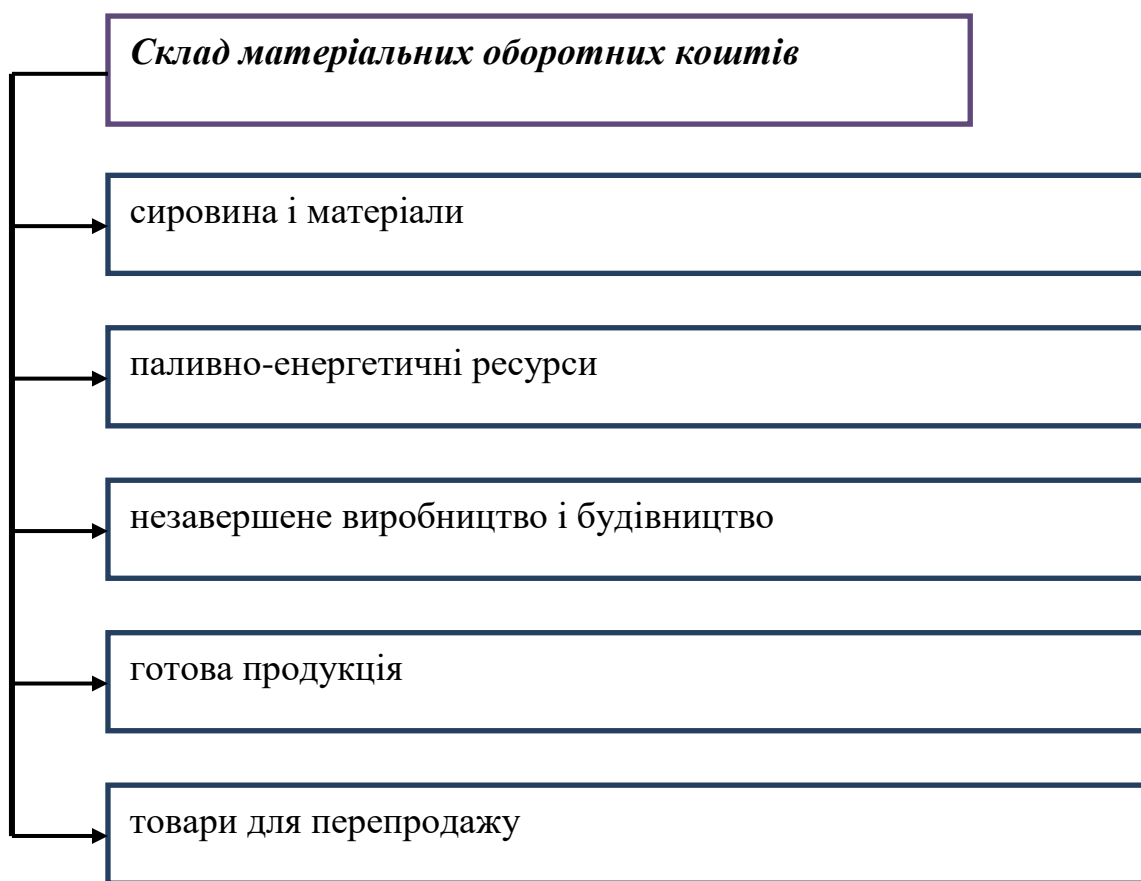 Склад матеріальних оборотних коштів
сировина і матеріали
паливно-енергетичні ресурси
незавершене виробництво і будівництво
готова продукція
товари для перепродажу